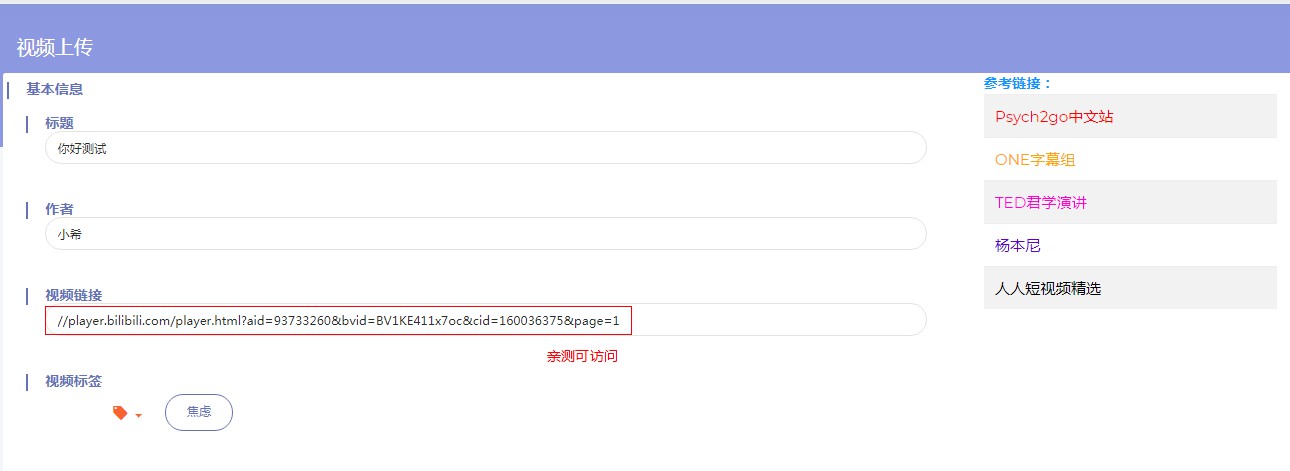 视频上传
基本信息
标题
你好测试
作者
小希
视频链接
//player.bilibili.com/player.html?aid=93733260&bvid=BV1KE411x7oc&cid=160036375&page=1
亲测可访问
视频标签
焦虑
参考链接：
Psych2go中文站
ONE字幕组
TED君学演讲
杨本尼
人人短视频精选